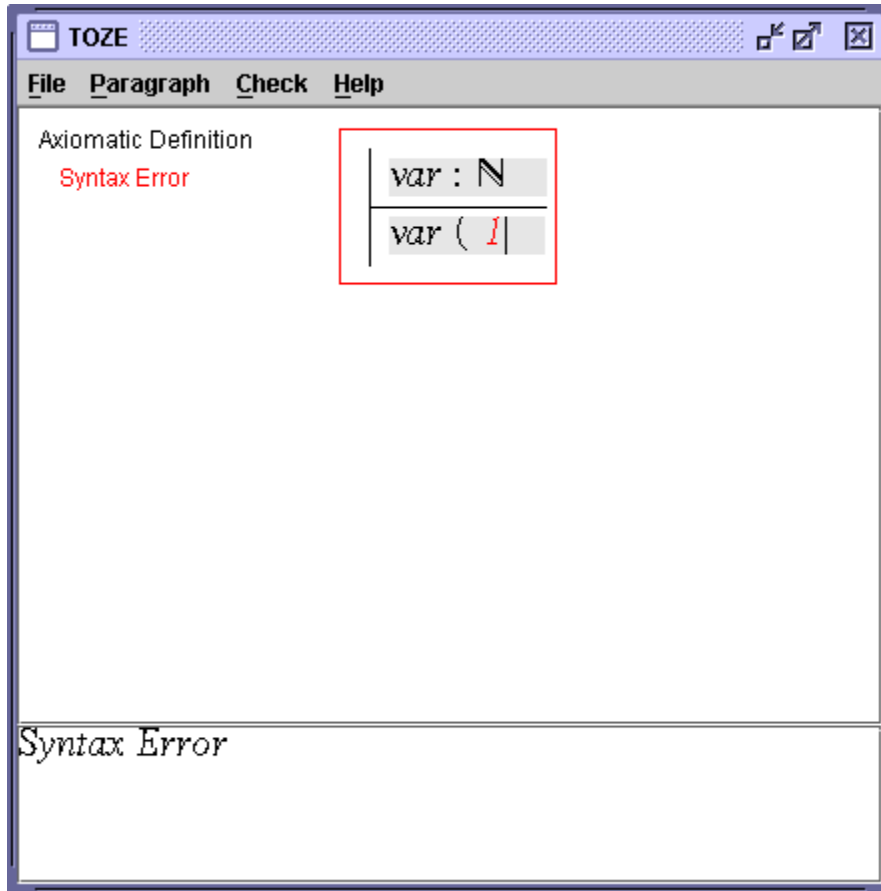 TOZE
File Paragraph Check Help
Axiomatic Definition
Syntax Error
var : ℕ
var ( 1
Syntax Error